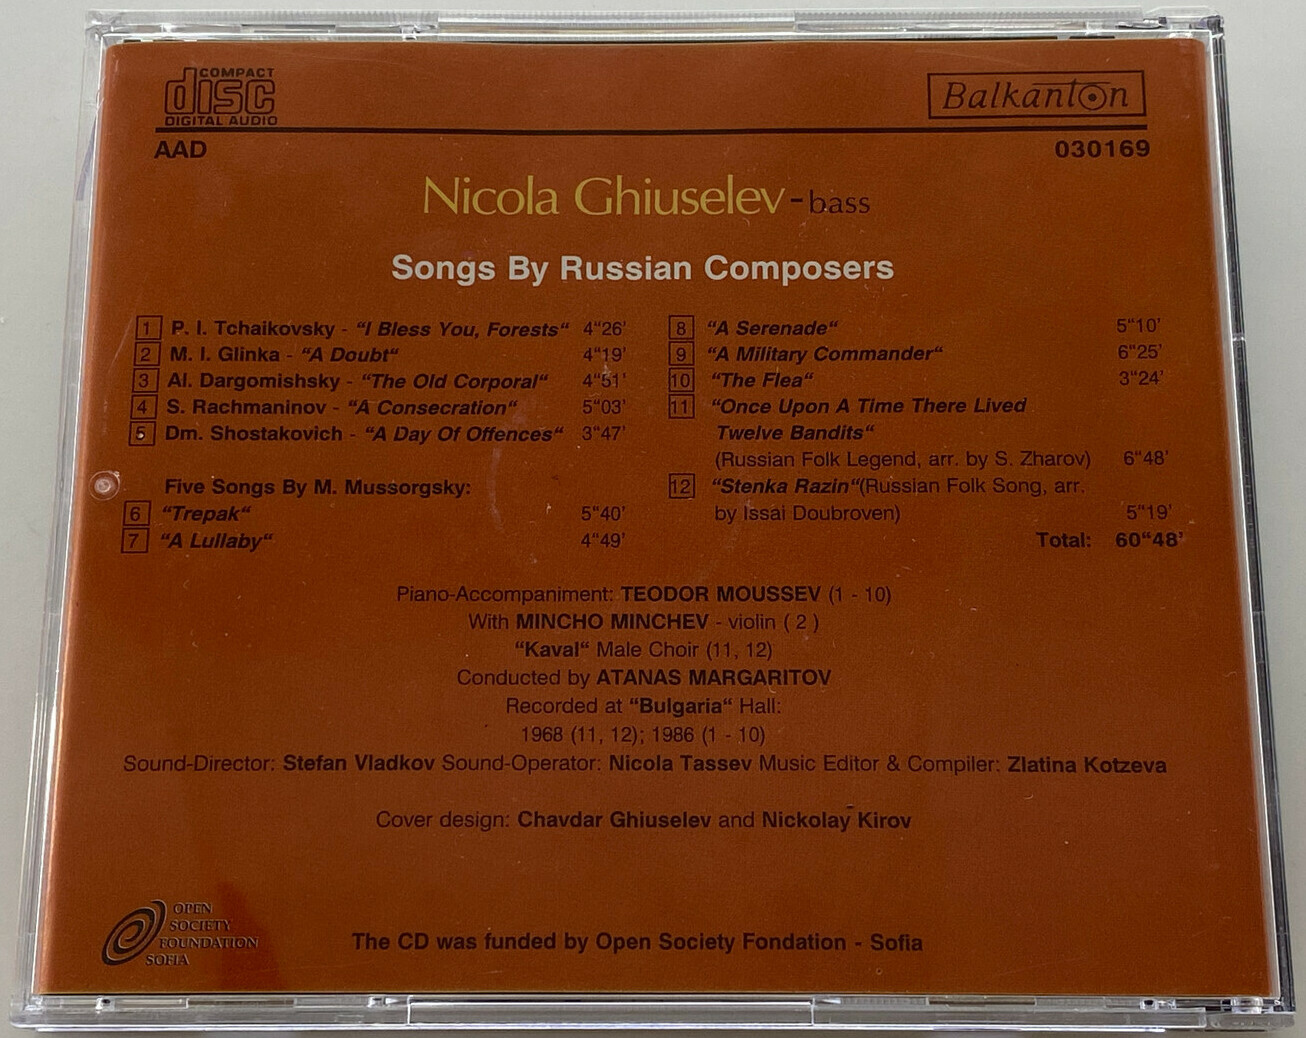 COMPACT
disc
DIGITAL AUDIO
Balkanton
AAD
030169
Nicola Ghiuselev - bass
Songs By Russian Composers
1 P. I. Tchaikovsky - “I Bless You, Forests“ 4“26’
2 M. I. Glinka - “A Doubt“ 4“19’
3 Al. Dargomishsky - “The Old Corporal“ 4“51’
4 S. Rachmaninov - “A Consecration“ 5“03’
5 Dm. Shostakovich - “A Day Of Offences“ 3“47’
Five Songs By M. Mussorgsky:
6 “Trepak“ 5“40’
7 “A Lullaby“ 4“49’
8 “A Serenade“ 5“10’
9 “A Military Commander“ 6“25’
10 “The Flea“ 3“24’
11 “Once Upon A Time There Lived
Twelve Bandits“
(Russian Folk Legend, arr. by S. Zharov) 6“48’
12 “Stenka Razin“(Russian Folk Song, arr.
by Issai Doubroven) 5“19’
Total: 60“48’
Piano-Accompaniment: TEODOR MOUSSEV (1 - 10)
With MINCHO MINCHEV - violin ( 2 )
“Kaval“ Male Choir (11, 12)
Conducted by ATANAS MARGARITOV
Recorded at “Bulgaria“ Hall:
1968 (11, 12); 1986 (1 - 10)
Sound-Director: Stefan Vladkov Sound-Operator: Nicola Tassev Music Editor & Compiler: Zlatina Kotzeva
Cover design: Chavdar Ghiuselev and Nickolay Kirov
OPEN
SOCIETY
FOUNDATION
SOFIA
The CD was funded by Open Society Fondation - Sofia